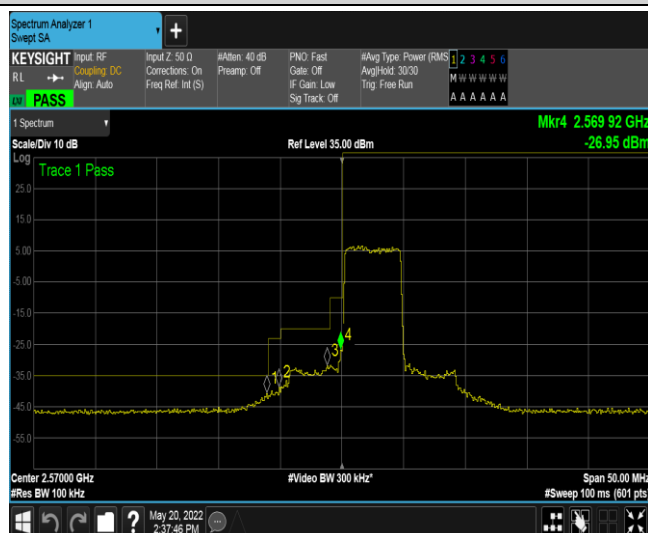 Spectrum Analyzer 1
Swept SA
+
KEYSIGHT
RL
LXI PASS
Input: RF
Coupling: DC
Align: Auto
Input Z: 50 Ω
Corrections: On
Freq Ref: Int (S)
#Atten: 40 dB
Preamp: Off
PNO: Fast
Gate: Off
IF Gain: Low
Sig Track: Off
#Avg Type: Power (RMS
Avg|Hold: 30/30
Trig: Free Run
1 2 3 4 5 6
M W W W W W
A A A A A A
1 Spectrum
Mkr4 2.569 92 GHz
Scale/Div 10 dB
Ref Level 35.00 dBm
-26.95 dBm
Log
Trace 1 Pass
25.0
15.0
5.00
-5.00
-15.0
-25.0
-35.0
-45.0
-55.0
1
2
3
4
Center 2.57000 GHz
#Video BW 300 kHz*
Span 50.00 MHz
#Res BW 100 kHz
#Sweep 100 ms (601 pts)
?
May 20, 2022
2:37:46 PM